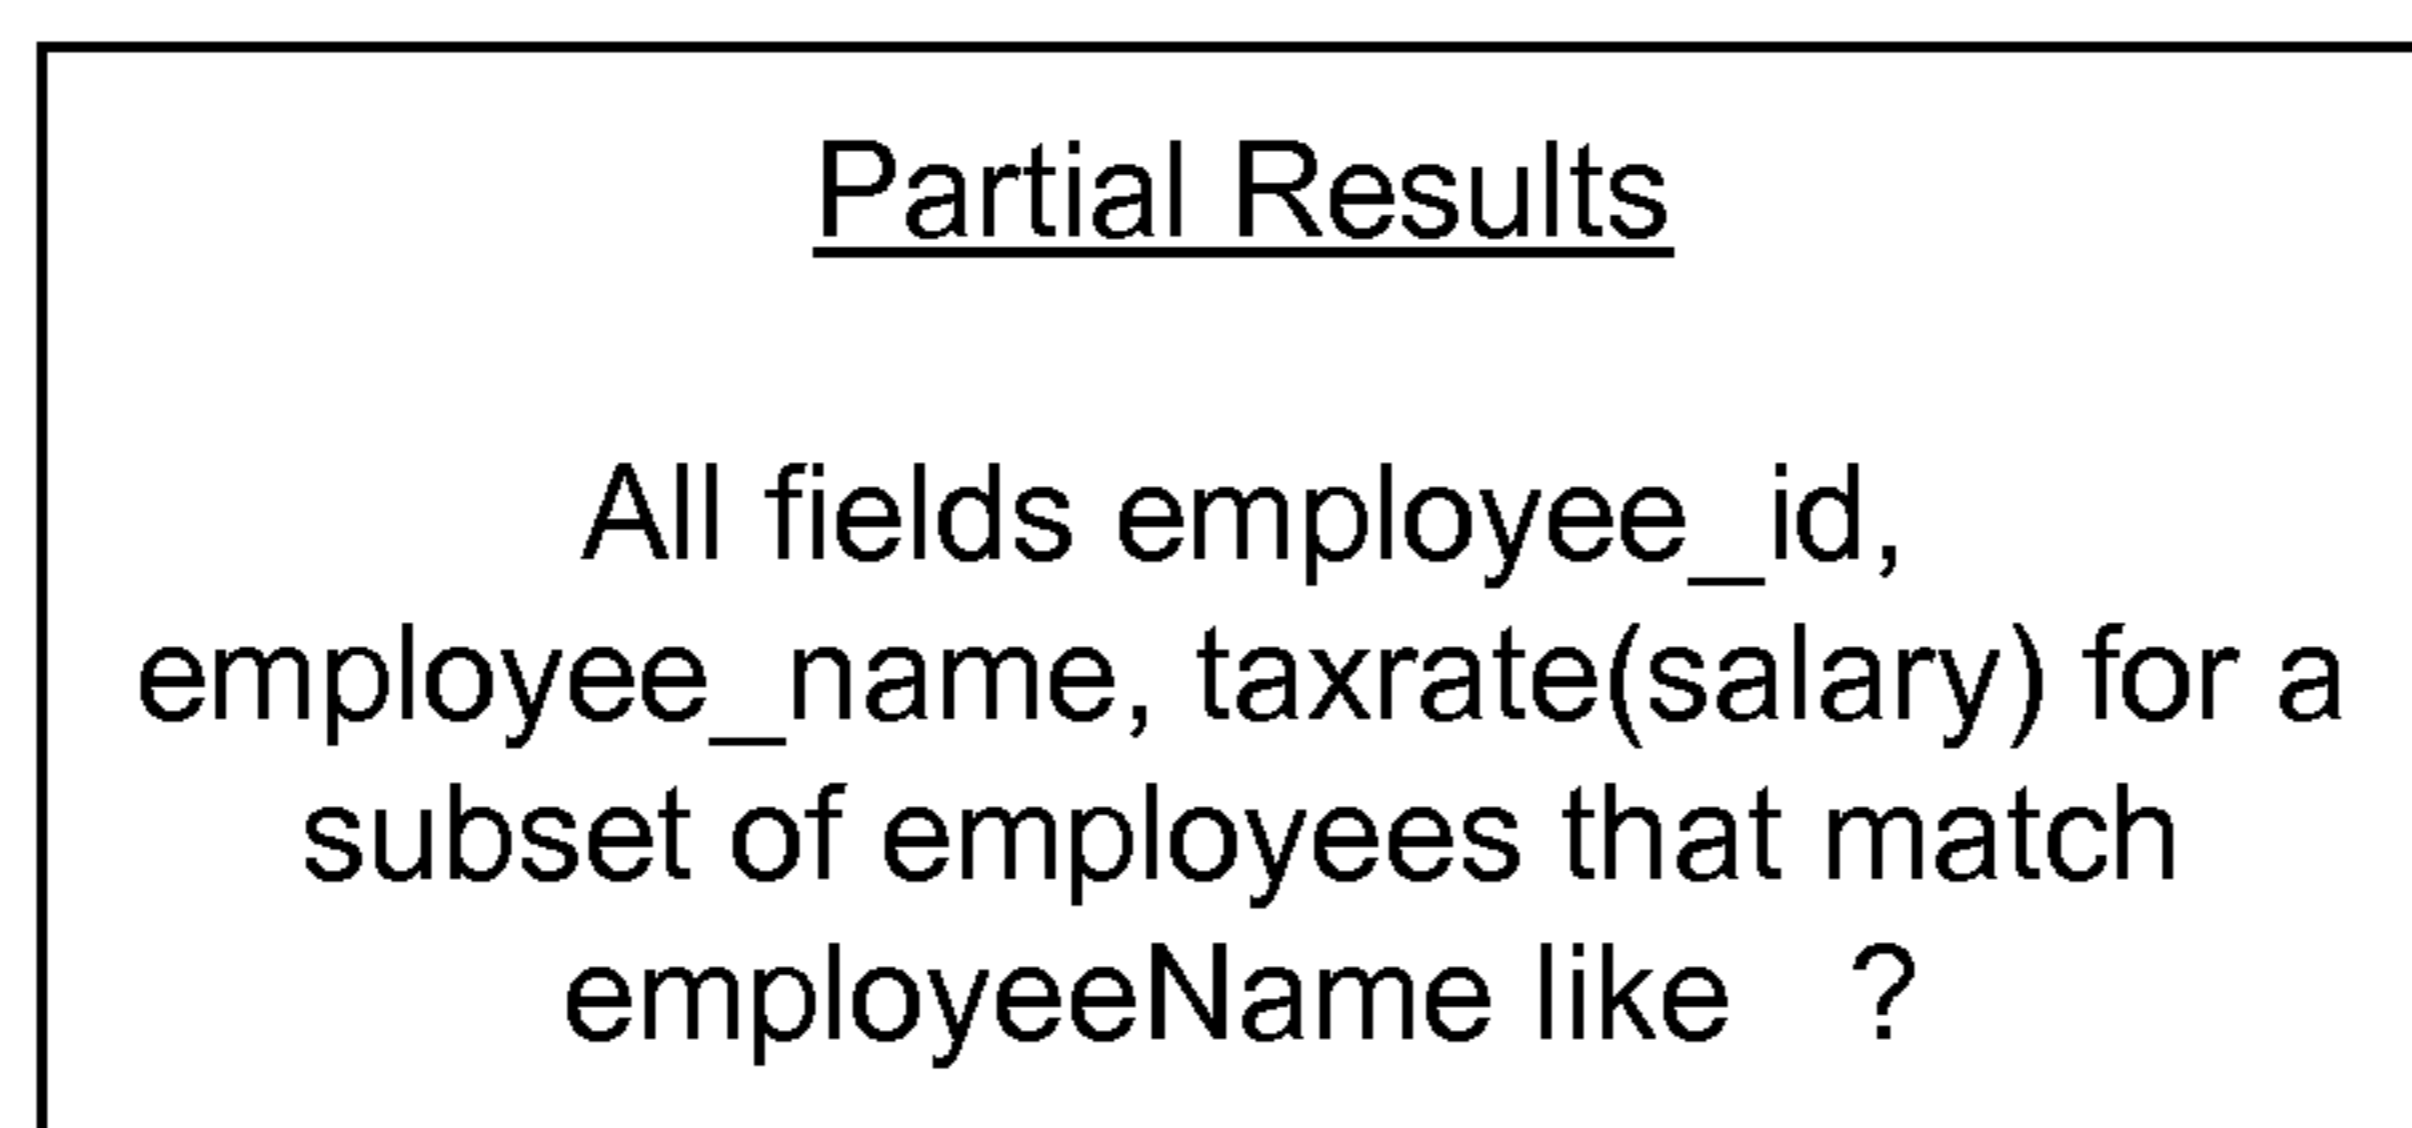 Partial Results
All fields employee_id,
employee_name, taxrate(salary) for a
subset of employees that match
employeeName like ?